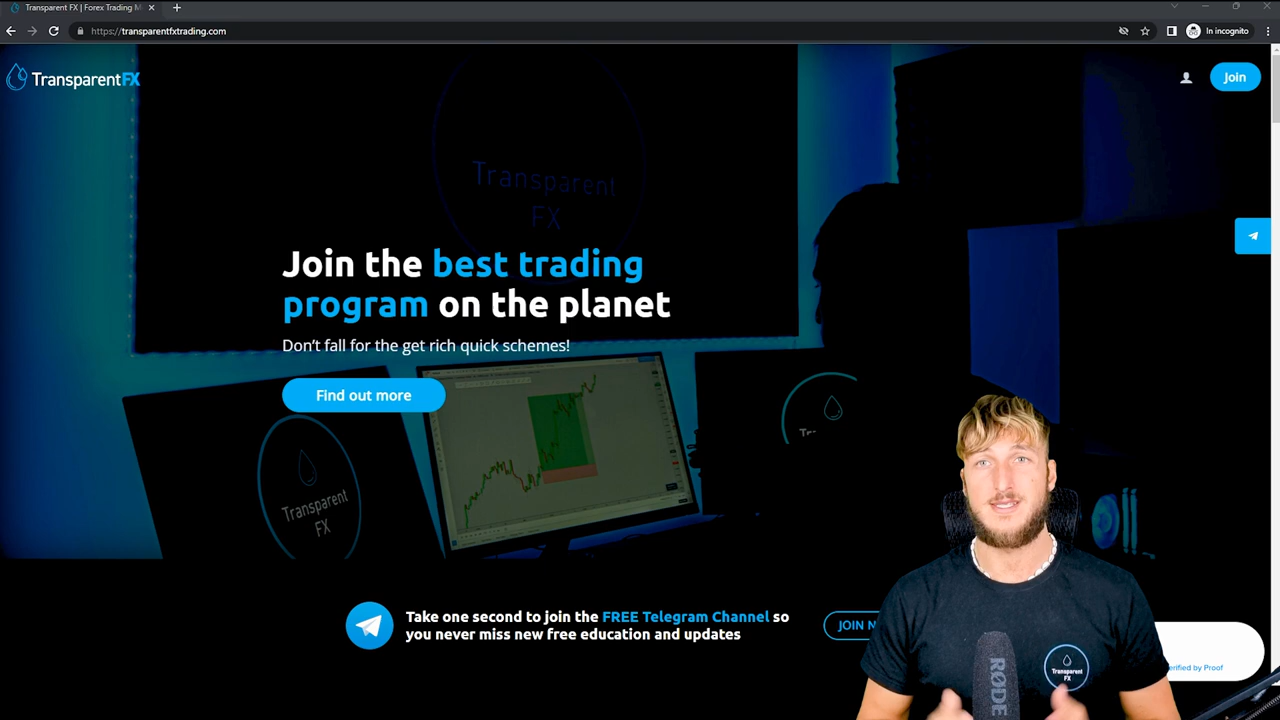 Transparent FX | Forex Trading M
https://transparentfxtrading.com
In incognito
TransparentFX
Join
Transparent
FX
Join the best trading
program on the planet
Don't fall for the get rich quick schemes!
Find out more
Transparent
FX
Take one second to join the FREE Telegram Channel so
you never miss new free education and updates
JOIN N
RØDE
Transparent
FX
erified by Proof